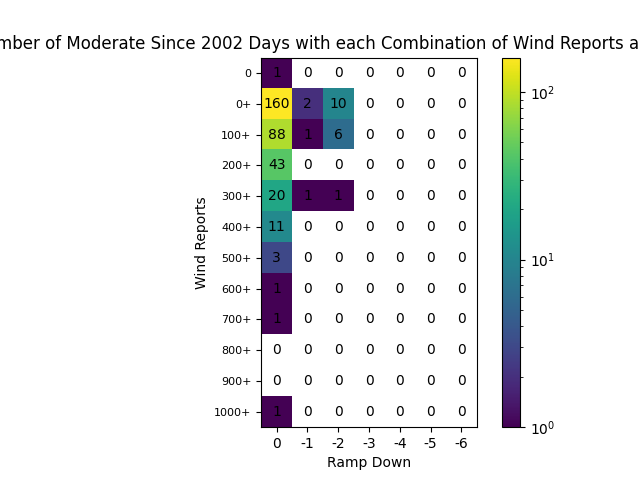 mber of Moderate Since 2002 Days with each Combination of Wind Reports a
0 1 0 0 0 0 0 0
0+ 160 2 10 0 0 0 0
100+ 88 1 6 0 0 0 0
200+ 43 0 0 0 0 0 0
300+ 20 1 1 0 0 0 0
400+ 11 0 0 0 0 0 0
500+ 3 0 0 0 0 0 0
600+ 1 0 0 0 0 0 0
700+ 1 0 0 0 0 0 0
800+ 0 0 0 0 0 0 0
900+ 0 0 0 0 0 0 0
1000+ 1 0 0 0 0 0 0
0 -1 -2 -3 -4 -5 -6
Ramp Down
Wind Reports
10²
10¹
10⁰